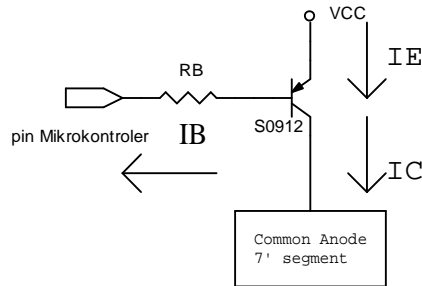 VCC
IE
RB
S0912
pin Mikrokontroler
IB
IC
Common Anode
7' segment